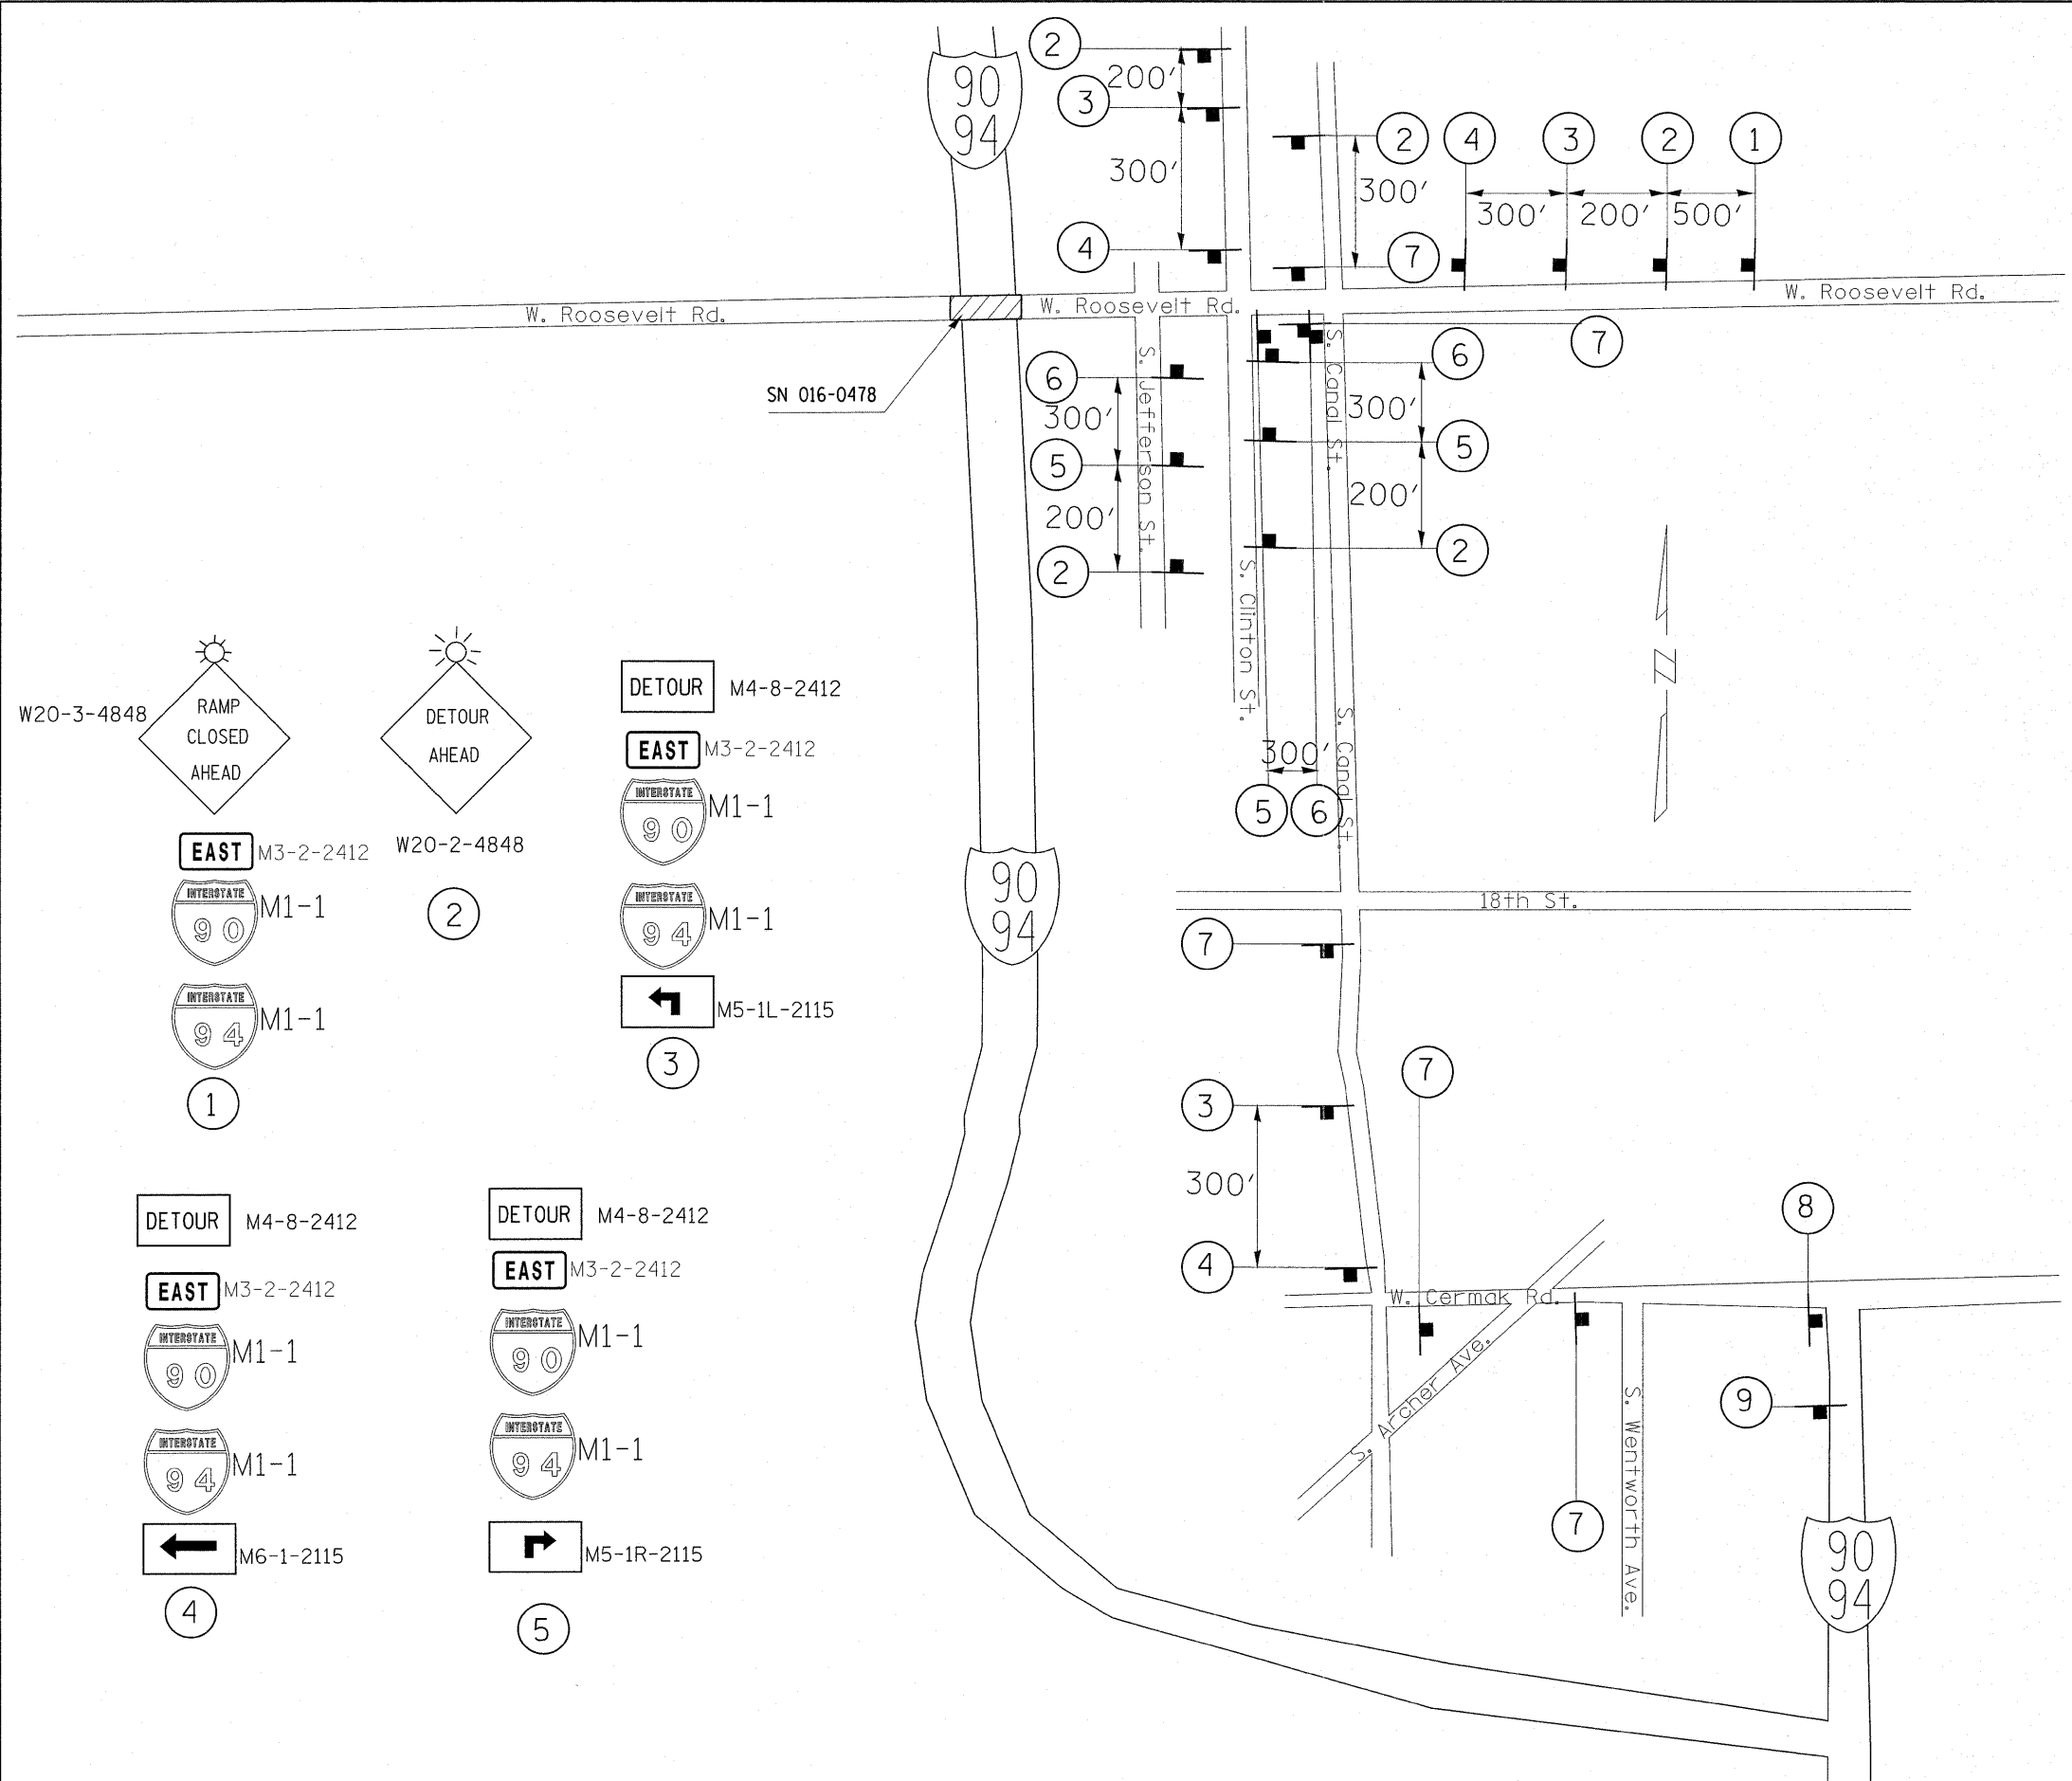 90
94
2
200'
3
300'
4
2
300'
7
4
3
2
1
300'
200'
500'
W. Roosevelt Rd.
W. Roosevelt Rd.
W. Roosevelt Rd.
SN 016-0478
6
300'
5
200'
2
S. Jefferson St.
S. Clinton St.
S. Canal St.
7
6
300'
5
200'
2
300'
5
6
S. Canal St.
N
W20-3-4848
RAMP
CLOSED
AHEAD
EAST M3-2-2412
INTERSTATE
90 M1-1
INTERSTATE
94 M1-1
1
DETOUR
AHEAD
W20-2-4848
2
DETOUR M4-8-2412
EAST M3-2-2412
INTERSTATE
90 M1-1
INTERSTATE
94 M1-1
M5-1L-2115
3
90
94
18th St.
7
3
300'
4
7
W. Cermak Rd.
S. Archer Ave.
7
S. Wentworth Ave.
8
9
90
94
DETOUR M4-8-2412
EAST M3-2-2412
INTERSTATE
90 M1-1
INTERSTATE
94 M1-1
M6-1-2115
4
DETOUR M4-8-2412
EAST M3-2-2412
INTERSTATE
90 M1-1
INTERSTATE
94 M1-1
M5-1R-2115
5